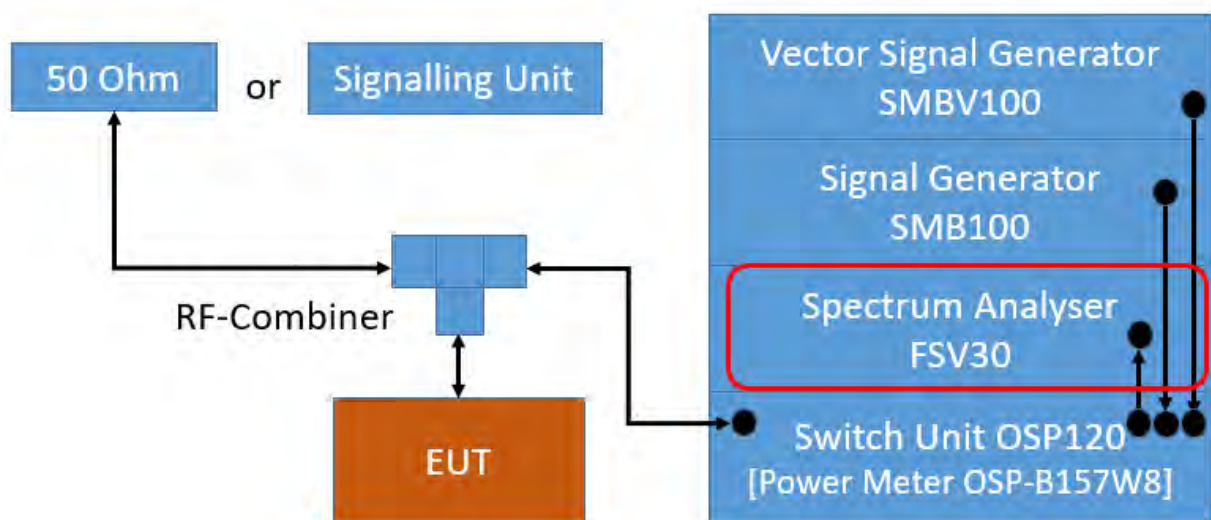 50 Ohm
or
Signalling Unit
RF-Combiner
EUT
Vector Signal Generator
SMBV100
Signal Generator
SMB100
Spectrum Analyser
FSV30
Switch Unit OSP120
[Power Meter OSP-B157W8]